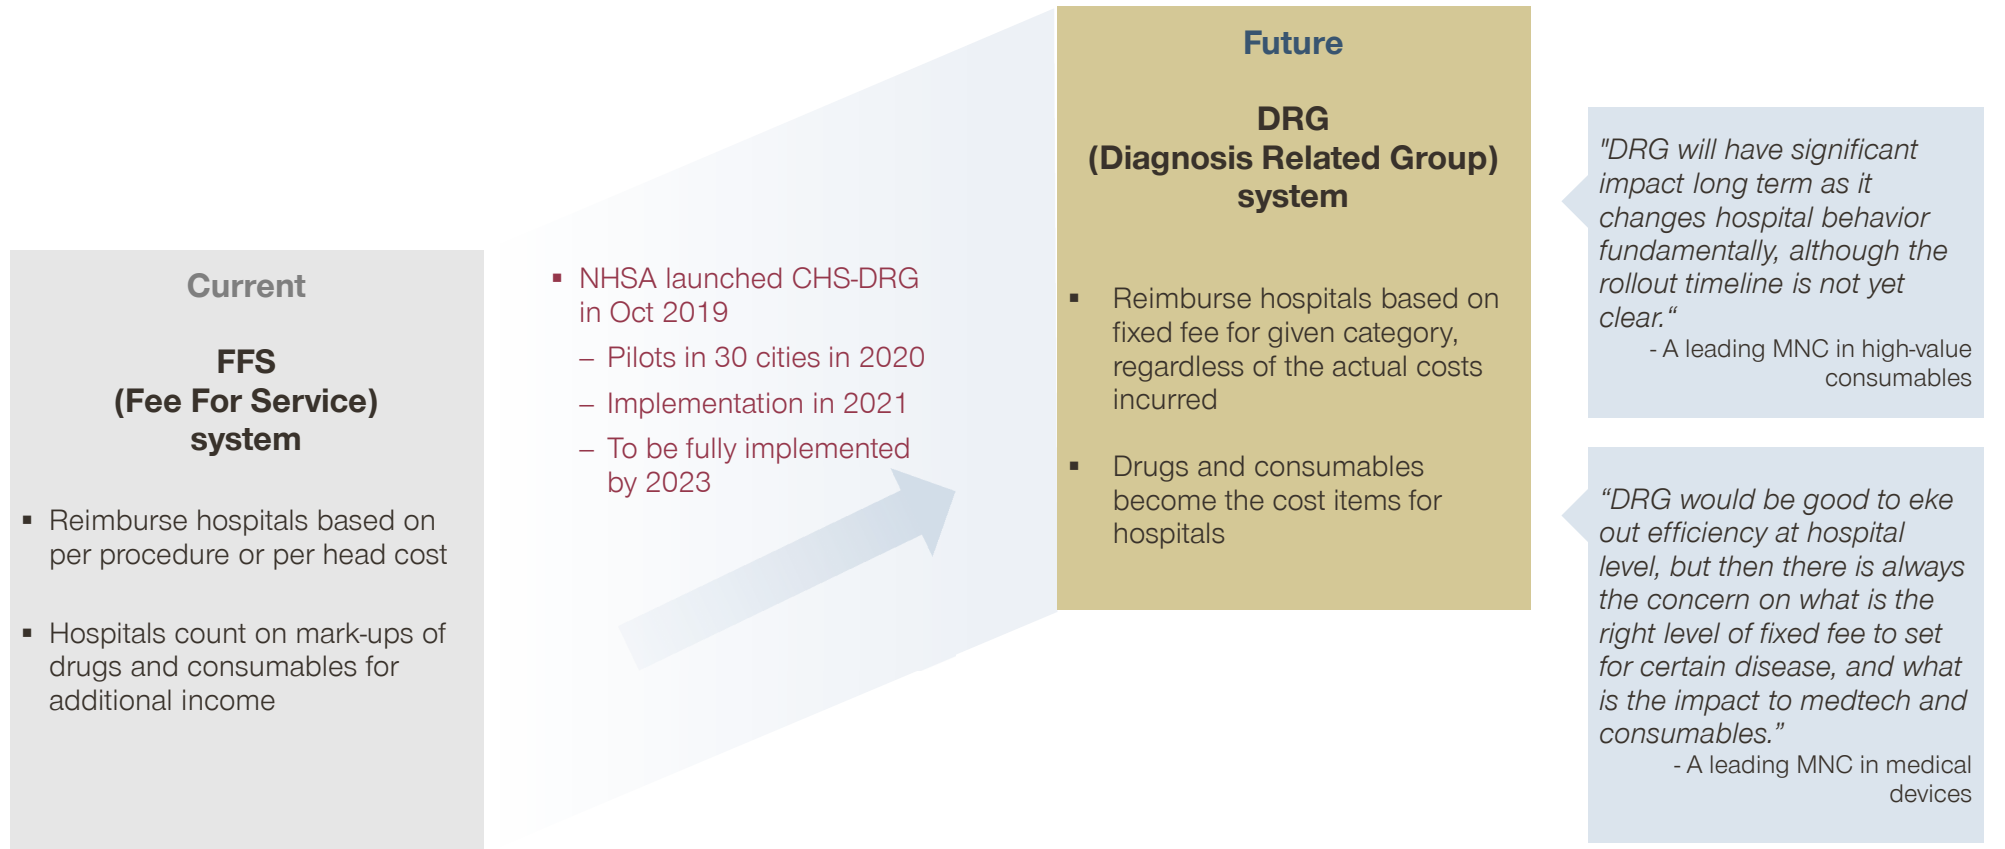 Current
FFS
(Fee For Service)
system
▪ Reimburse hospitals based on
per procedure or per head cost
▪ Hospitals count on mark-ups of
drugs and consumables for
additional income
▪ NHSA launched CHS-DRG
in Oct 2019
– Pilots in 30 cities in 2020
– Implementation in 2021
– To be fully implemented
by 2023
Future
DRG
(Diagnosis Related Group)
system
▪ Reimburse hospitals based on
fixed fee for given category,
regardless of the actual costs
incurred
▪ Drugs and consumables
become the cost items for
hospitals
"DRG will have significant
impact long term as it
changes hospital behavior
fundamentally, although the
rollout timeline is not yet
clear.“
- A leading MNC in high-value
consumables
“DRG would be good to eke
out efficiency at hospital
level, but then there is always
the concern on what is the
right level of fixed fee to set
for certain disease, and what
is the impact to medtech and
consumables.”
- A leading MNC in medical
devices